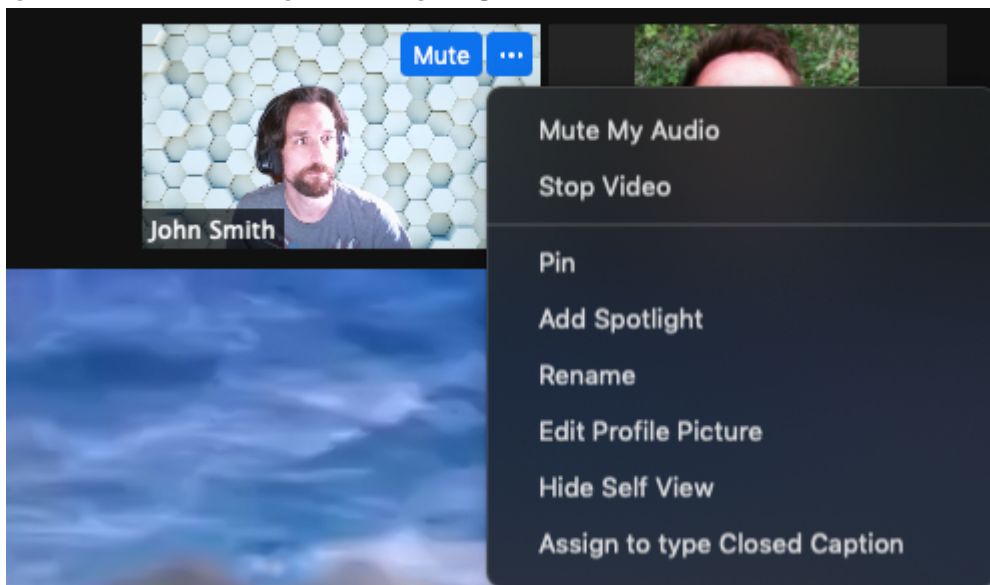 Mute ...
Mute My Audio
Stop Video
John Smith
Pin
Add Spotlight
Rename
Edit Profile Picture
Hide Self View
Assign to type Closed Caption